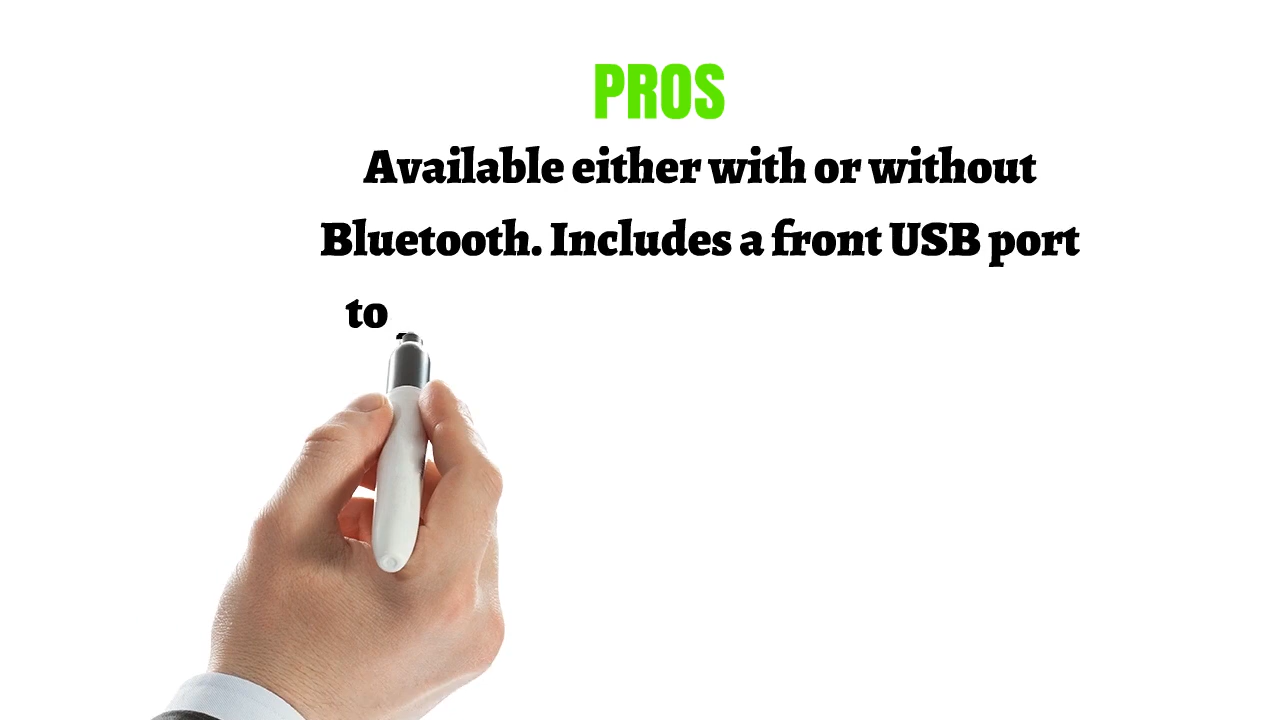 PROS
Available either with or without
Bluetooth. Includes a front USB port
to